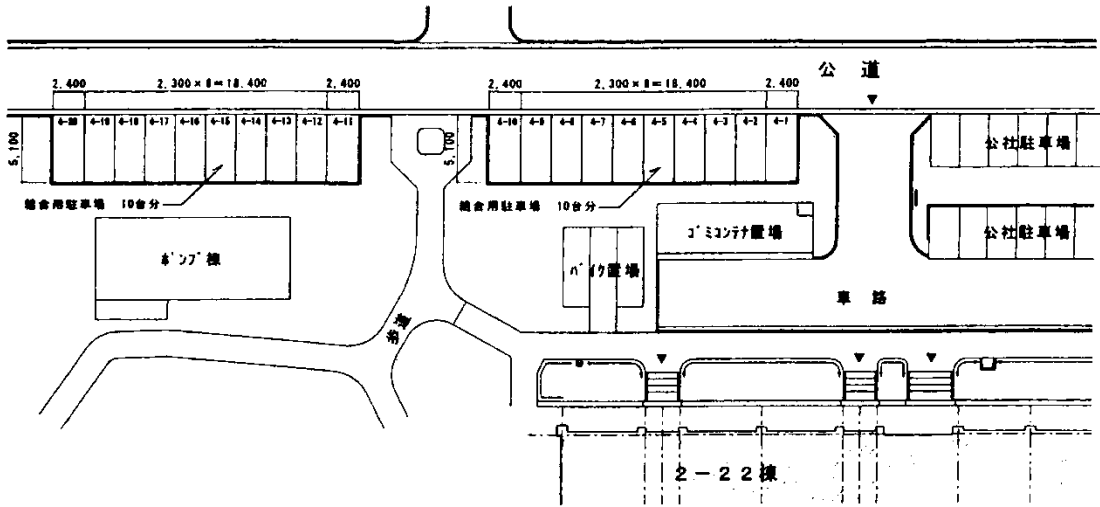 公 道
2,400
2,300×8=18,400
2,400
2,400
2,300×8=18,400
2,400
5,100
4-20
4-19
4-18
4-17
4-16
4-15
4-14
4-13
4-12
4-11
5,100
4-10
4-9
4-8
4-7
4-6
4-5
4-4
4-3
4-2
4-1
公社駐車場
組合用駐車場 10台分
組合用駐車場 10台分
ポンプ棟
バイク置場
ゴミコンテナ置場
公社駐車場
車 路
歩道
2-22棟